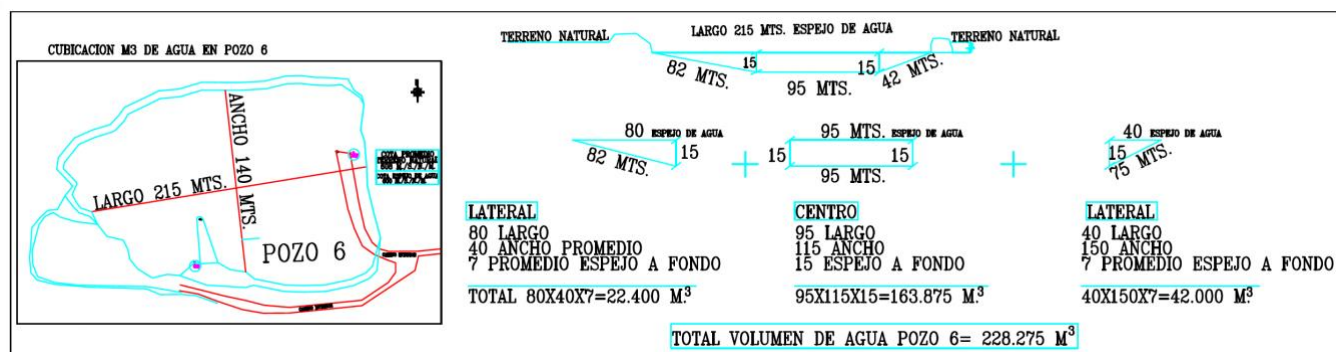 CUBICACION M3 DE AGUA EN POZO 6
ANCHO 140 MTS.
LARGO 215 MTS.
COTA PROMEDIO
TERRENO NATURAL
POZO 6
TERRENO NATURAL
LARGO 215 MTS. ESPEJO DE AGUA
TERRENO NATURAL
15
15
82 MTS.
95 MTS.
42 MTS.
80 ESPEJO DE AGUA
15
82 MTS.
+
95 MTS. ESPEJO DE AGUA
15
15
95 MTS.
+
40 ESPEJO DE AGUA
15
75 MTS.
LATERAL
80 LARGO
40 ANCHO PROMEDIO
7 PROMEDIO ESPEJO A FONDO
TOTAL 80X40X7=22.400 M.³
CENTRO
95 LARGO
115 ANCHO
15 ESPEJO A FONDO
95X115X15=163.875 M.³
LATERAL
40 LARGO
150 ANCHO
7 PROMEDIO ESPEJO A FONDO
40X150X7=42.000 M.³
TOTAL VOLUMEN DE AGUA POZO 6= 228.275 M³